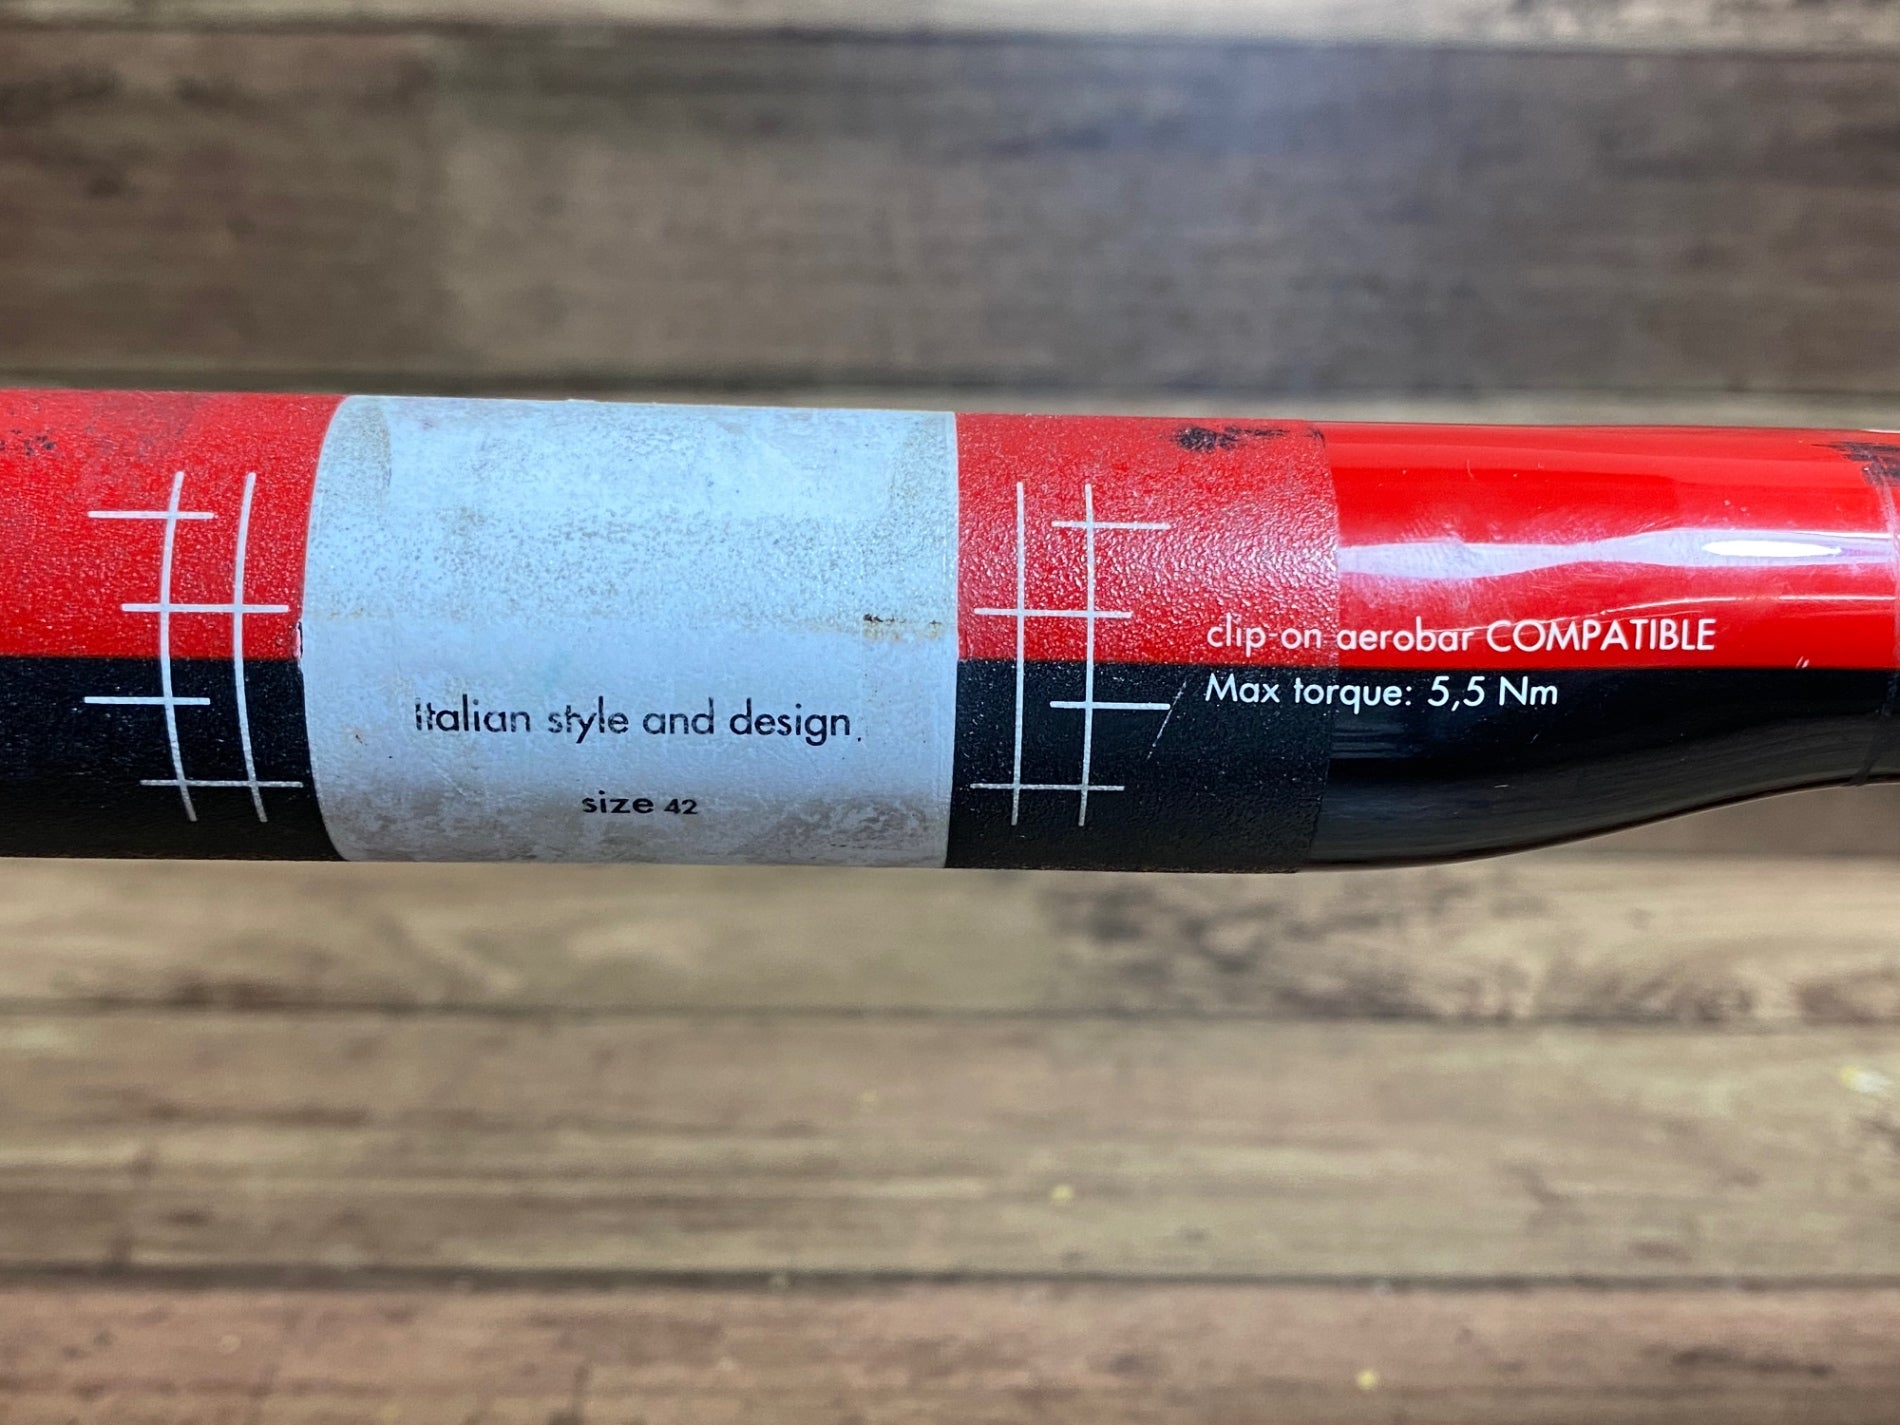 Italian style and design.
size 42
clip-on aerobar COMPATIBLE
Max torque: 5,5 Nm